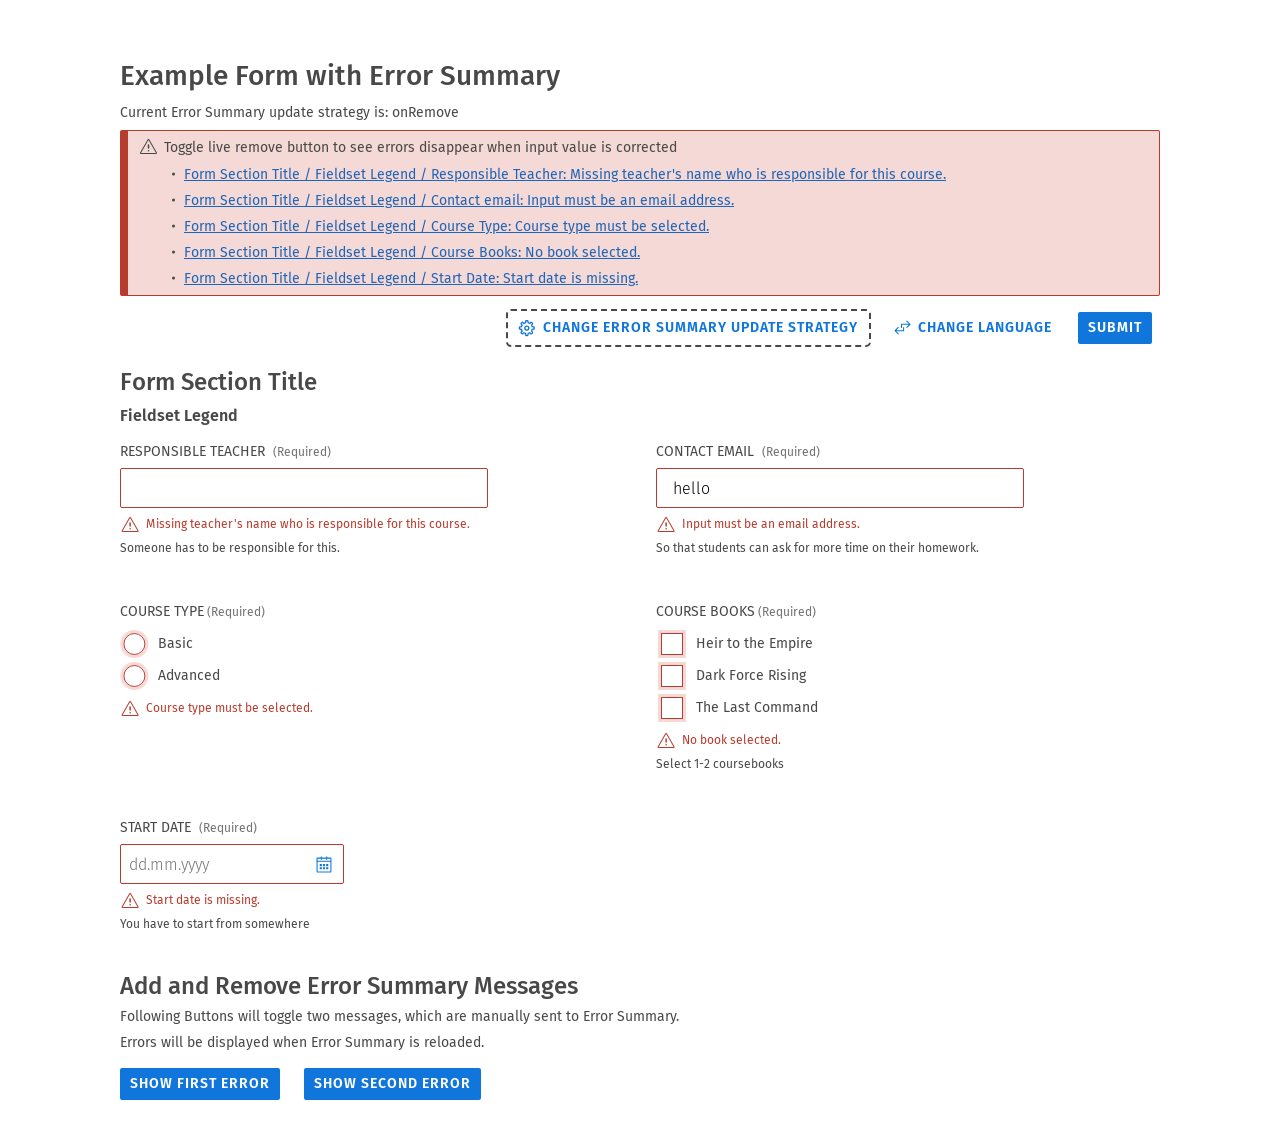 Example Form with Error Summary
Current Error Summary update strategy is: onRemove
Toggle live remove button to see errors disappear when input value is corrected
• Form Section Title / Fieldset Legend / Responsible Teacher: Missing teacher's name who is responsible for this course.
• Form Section Title / Fieldset Legend / Contact email: Input must be an email address.
• Form Section Title / Fieldset Legend / Course Type: Course type must be selected.
• Form Section Title / Fieldset Legend / Course Books: No book selected.
• Form Section Title / Fieldset Legend / Start Date: Start date is missing.
CHANGE ERROR SUMMARY UPDATE STRATEGY CHANGE LANGUAGE SUBMIT
Form Section Title
Fieldset Legend
RESPONSIBLE TEACHER (Required)
Missing teacher's name who is responsible for this course.
Someone has to be responsible for this.
CONTACT EMAIL (Required)
hello
Input must be an email address.
So that students can ask for more time on their homework.
COURSE TYPE (Required)
Basic
Advanced
Course type must be selected.
COURSE BOOKS (Required)
Heir to the Empire
Dark Force Rising
The Last Command
No book selected.
Select 1-2 coursebooks
START DATE (Required)
dd.mm.yyyy
Start date is missing.
You have to start from somewhere
Add and Remove Error Summary Messages
Following Buttons will toggle two messages, which are manually sent to Error Summary.
Errors will be displayed when Error Summary is reloaded.
SHOW FIRST ERROR SHOW SECOND ERROR